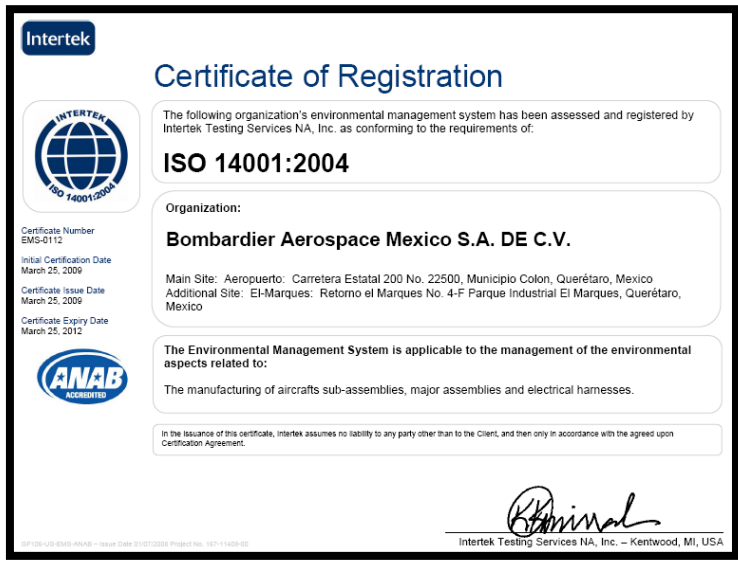 Intertek
Certificate of Registration
INTERTEK
ISO 14001:2004
The following organization's environmental management system has been assessed and registered by
Intertek Testing Services NA, Inc. as conforming to the requirements of:
ISO 14001:2004
Certificate Number
EMS-0112
Initial Certification Date
March 25, 2009
Certificate Issue Date
March 25, 2009
Certificate Expiry Date
March 25, 2012
ANAB
ACCREDITED
Organization:
Bombardier Aerospace Mexico S.A. DE C.V.
Main Site: Aeropuerto: Carretera Estatal 200 No. 22500, Municipio Colon, Querétaro, Mexico
Additional Site: El-Marques: Retorno el Marques No. 4-F Parque Industrial El Marques, Querétaro,
Mexico
The Environmental Management System is applicable to the management of the environmental
aspects related to:
The manufacturing of aircrafts sub-assemblies, major assemblies and electrical harnesses.
In the issuance of this certificate, Intertek assumes no liability to any party other than to the Client, and then only in accordance with the agreed upon
Certification Agreement.
Intertek Testing Services NA, Inc. – Kentwood, MI, USA